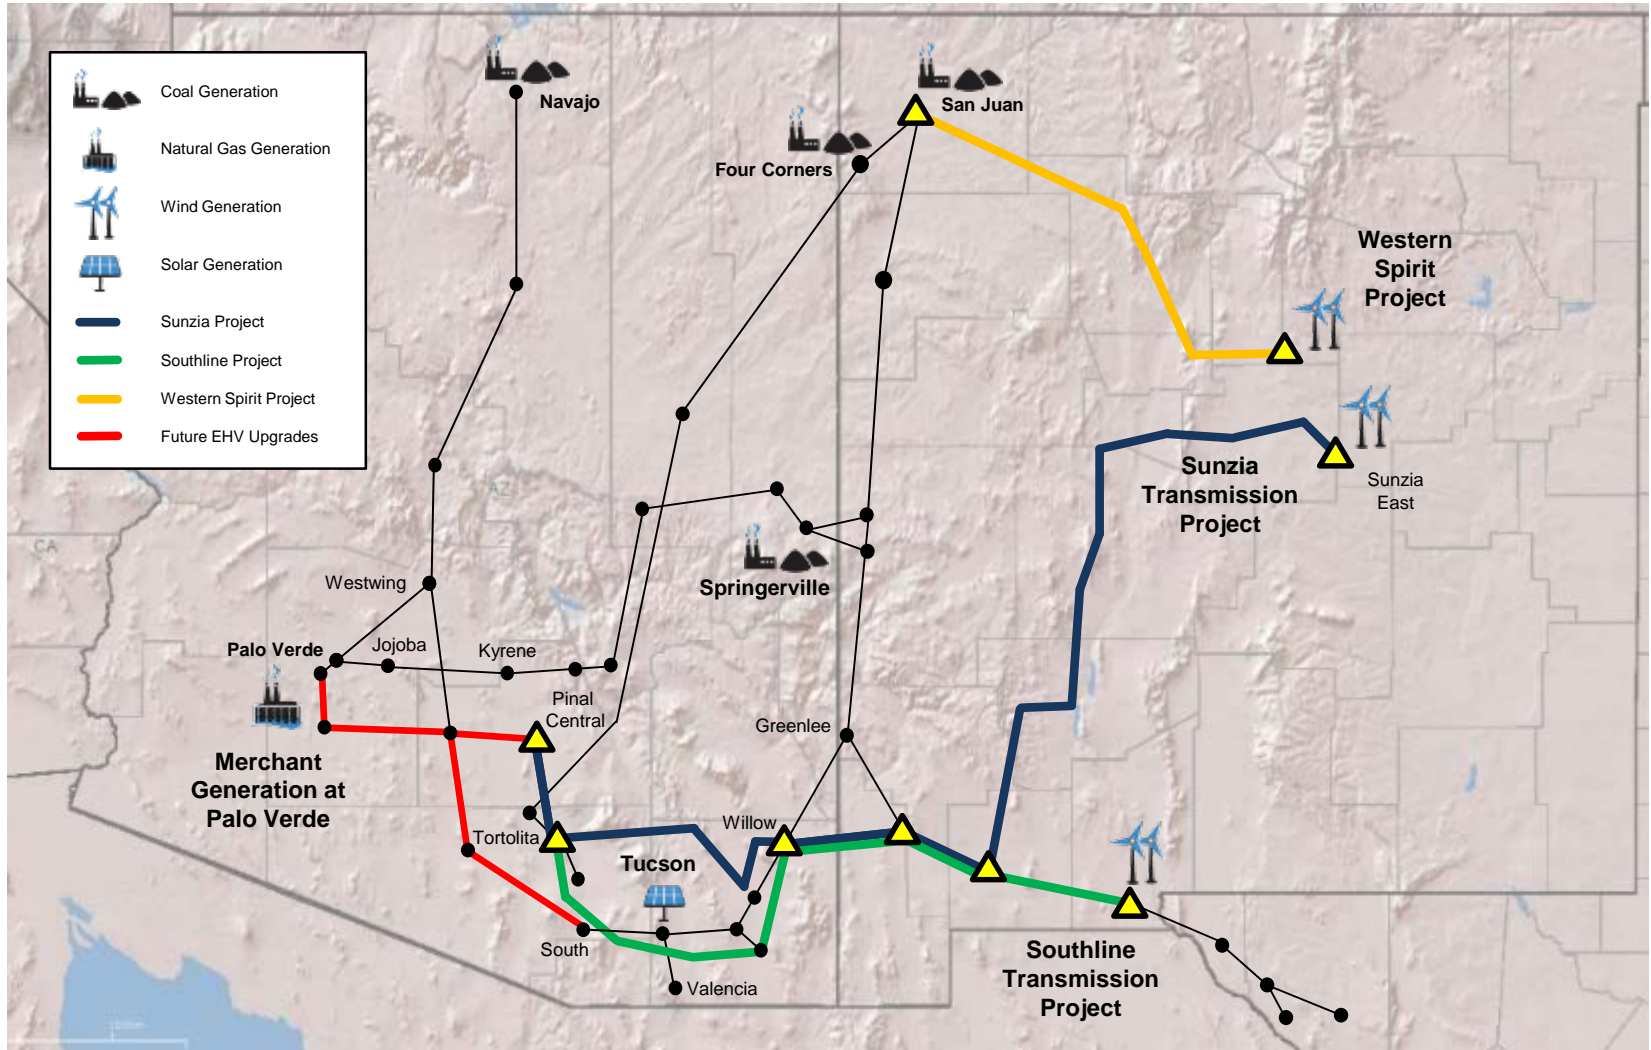 Coal Generation
Natural Gas Generation
Wind Generation
Solar Generation
Sunzia Project
Southline Project
Western Spirit Project
Future EHV Upgrades
Navajo
San Juan
Four Corners
Western
Spirit
Project
Sunzia
Transmission
Project
Sunzia
East
AZ
CA
Springerville
Westwing
Palo Verde
Jojoba
Kyrene
Pinal
Central
Greenlee
Merchant
Generation at
Palo Verde
Tortolita
Willow
Tucson
South
Valencia
Southline
Transmission
Project